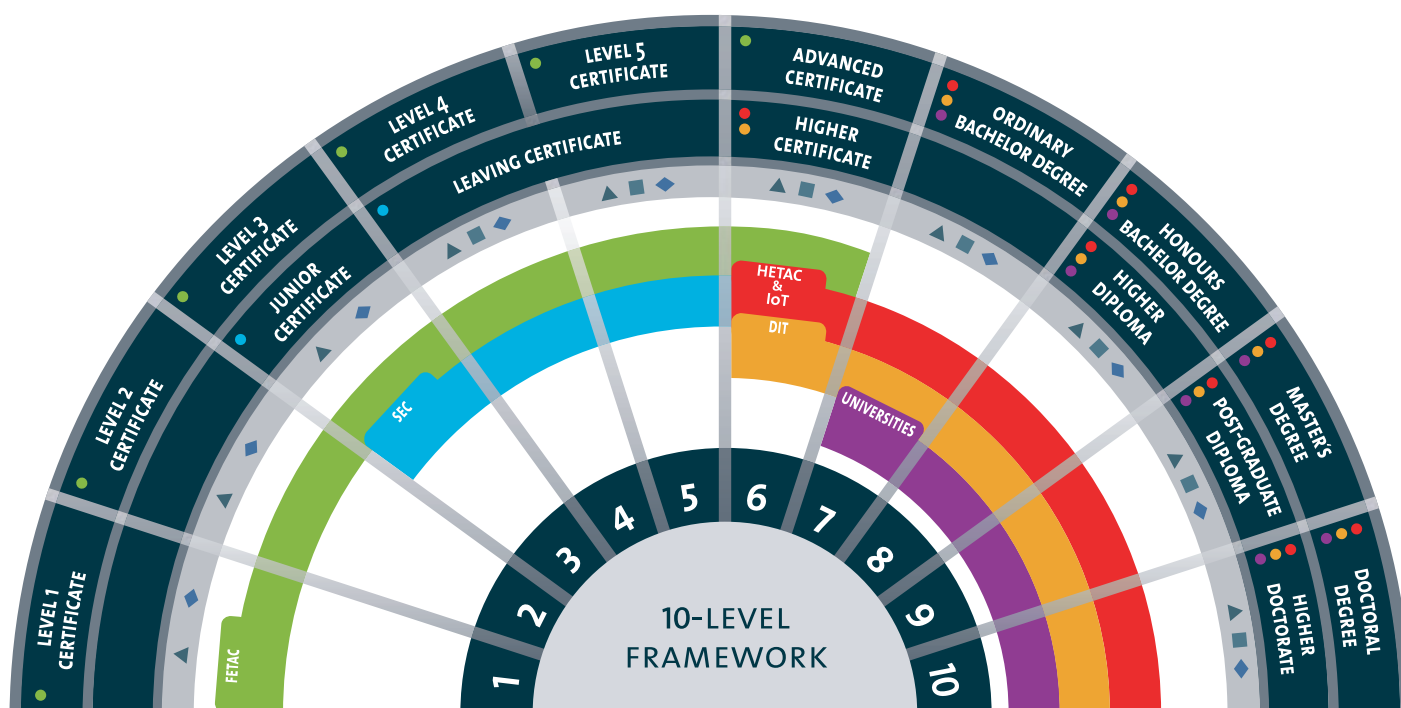 LEVEL 1
CERTIFICATE
LEVEL 2
CERTIFICATE
LEVEL 3
CERTIFICATE
LEVEL 4
CERTIFICATE
LEVEL 5
CERTIFICATE
ADVANCED
CERTIFICATE
ORDINARY
BACHELOR DEGREE
HONOURS
BACHELOR DEGREE
MASTER'S
DEGREE
DOCTORAL
DEGREE
JUNIOR
CERTIFICATE
LEAVING CERTIFICATE
HIGHER
CERTIFICATE
HIGHER
DIPLOMA
POST-GRADUATE
DIPLOMA
HIGHER
DOCTORATE
FETAC
SEC
HETAC
&
IoT
DIT
UNIVERSITIES
1
2
3
4
5
6
7
8
9
10
10-LEVEL
FRAMEWORK